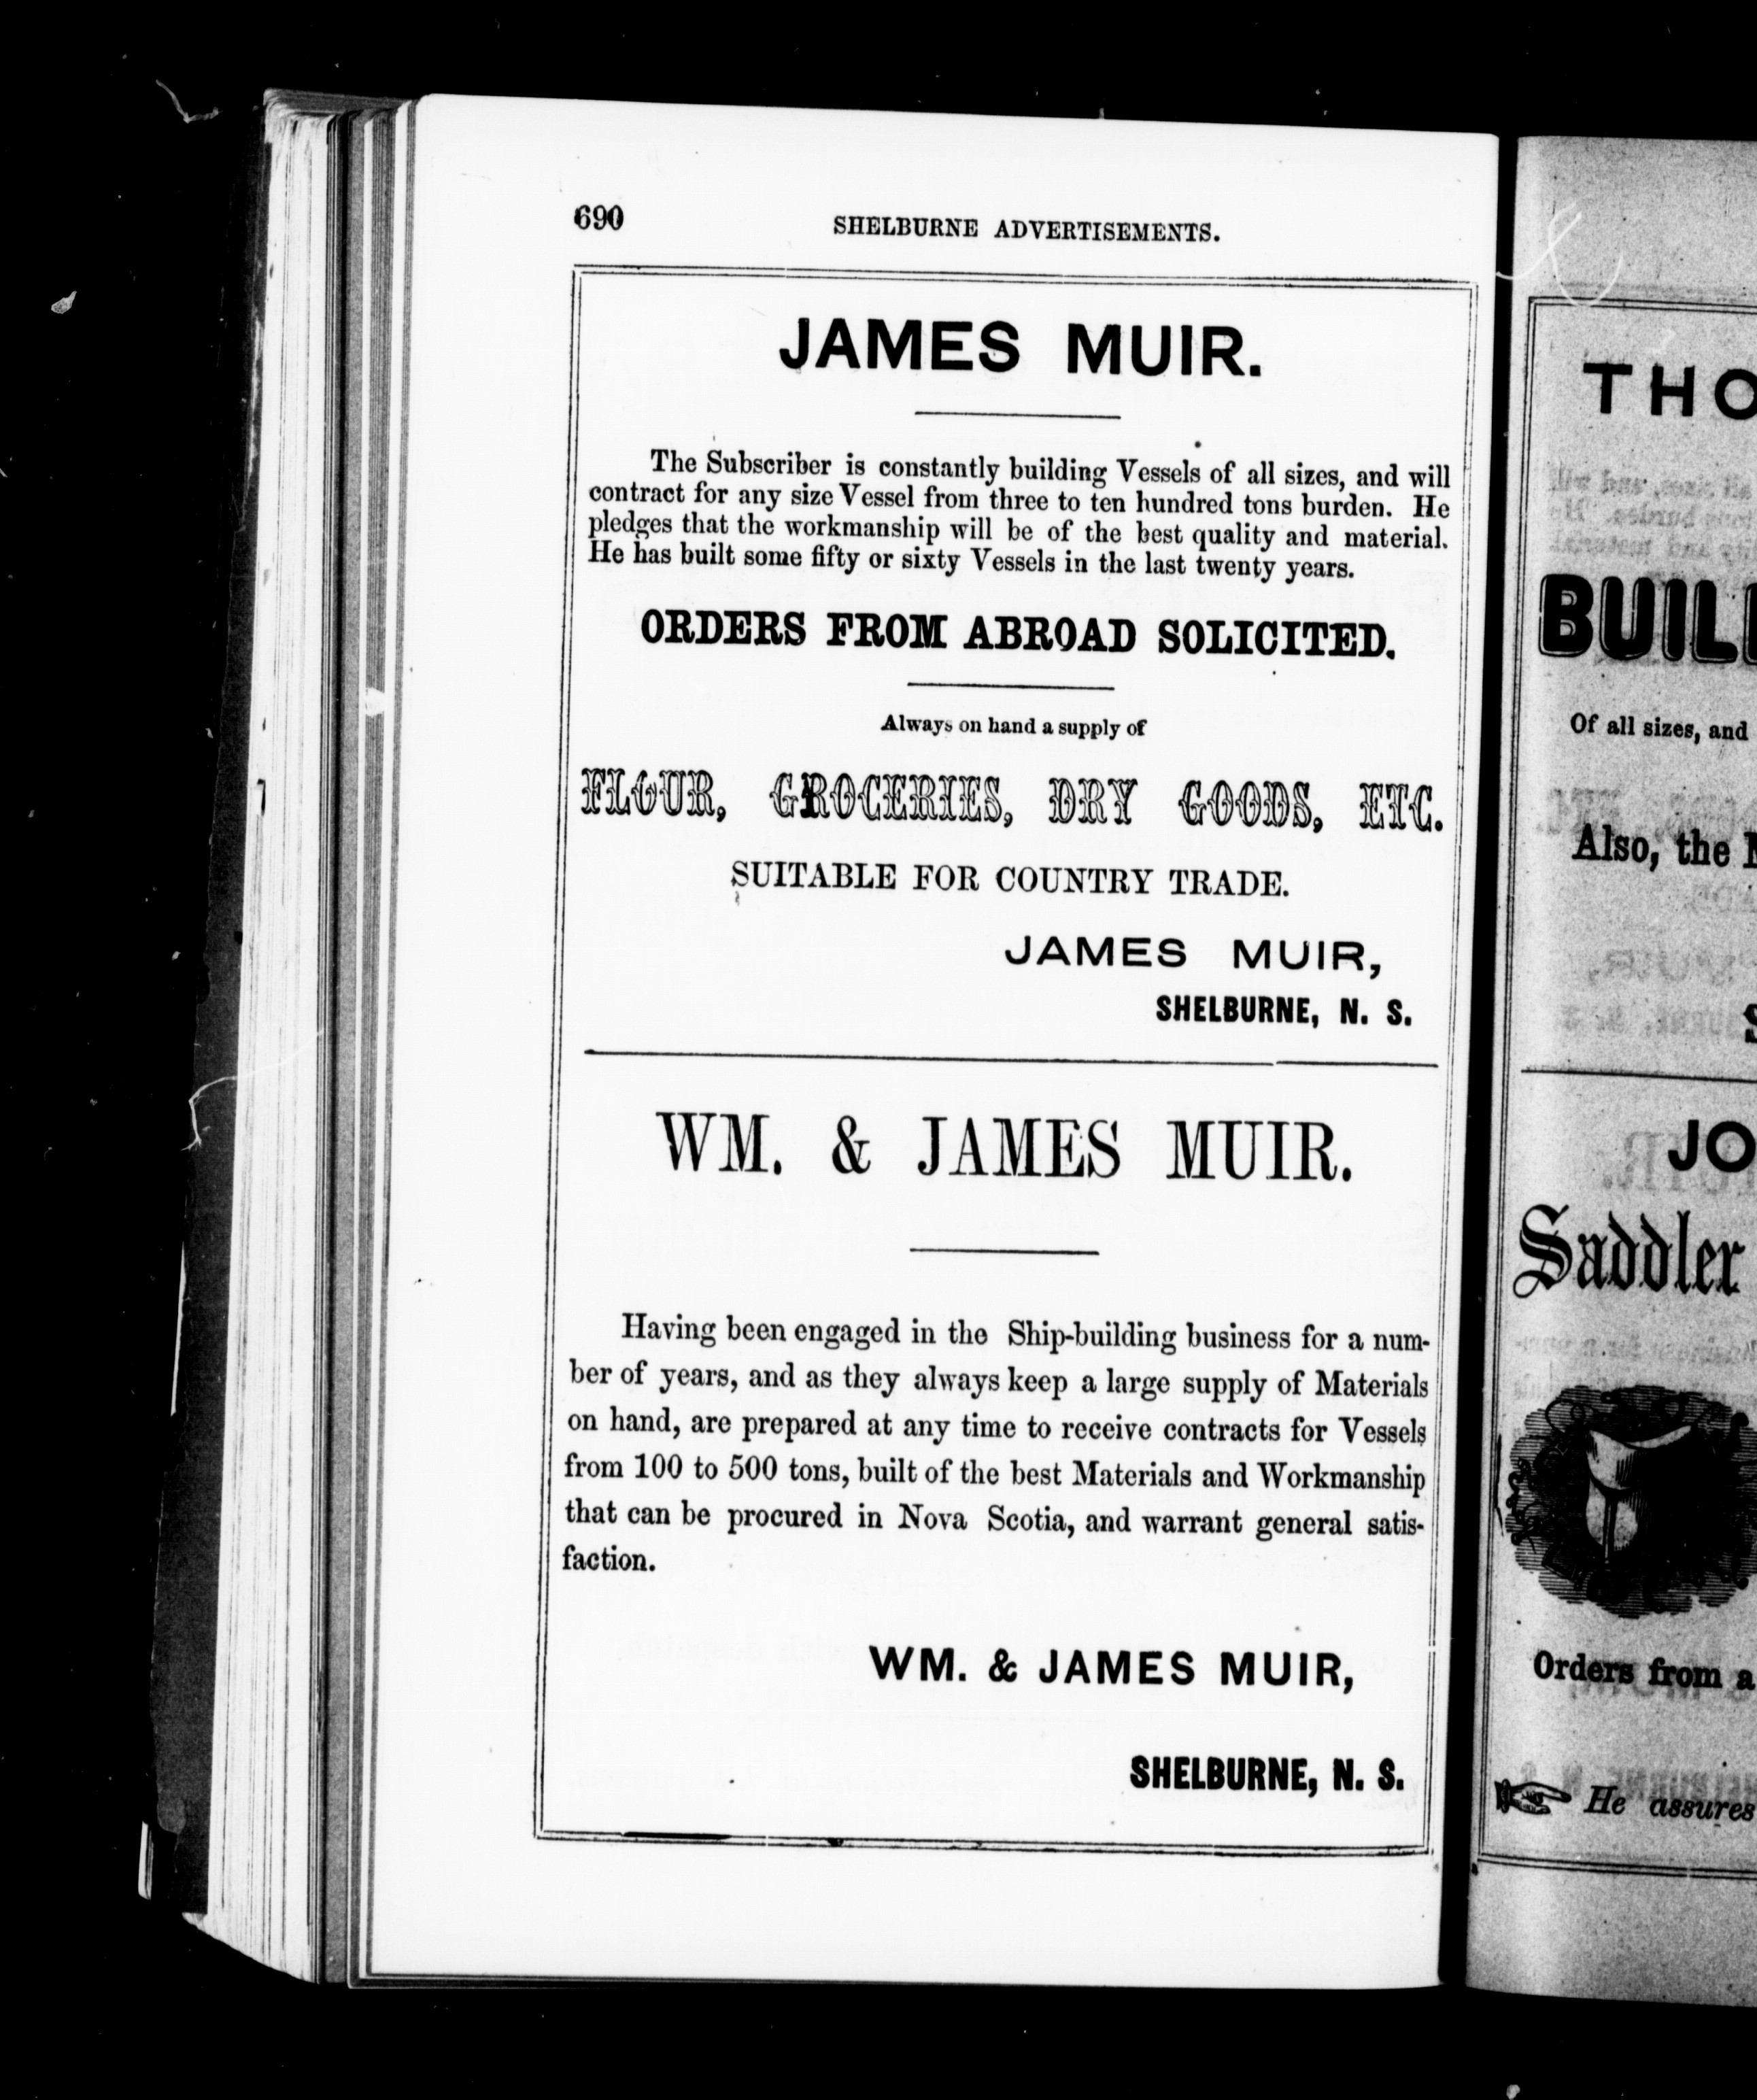 690
SHELBURNE ADVERTISEMENTS.
JAMES MUIR.
The Subscriber is constantly building Vessels of all sizes, and will
contract for any size Vessel from three to ten hundred tons burden. He
pledges that the workmanship will be of the best quality and material.
He has built some fifty or sixty Vessels in the last twenty years.
ORDERS FROM ABROAD SOLICITED.
Always on hand a supply of
FLOUR, GROCERIES, DRY GOODS, ETC.
SUITABLE FOR COUNTRY TRADE.
JAMES MUIR,
SHELBURNE, N. S.
WM. & JAMES MUIR.
Having been engaged in the Ship-building business for a num-
ber of years, and as they always keep a large supply of Materials
on hand, are prepared at any time to receive contracts for Vessels
from 100 to 500 tons, built of the best Materials and Workmanship
that can be procured in Nova Scotia, and warrant general satis-
faction.
WM. & JAMES MUIR,
SHELBURNE, N. S.
THO
BUIL
Of all sizes, and
Also, the
S
JO
Saddler
Orders from a
He assures